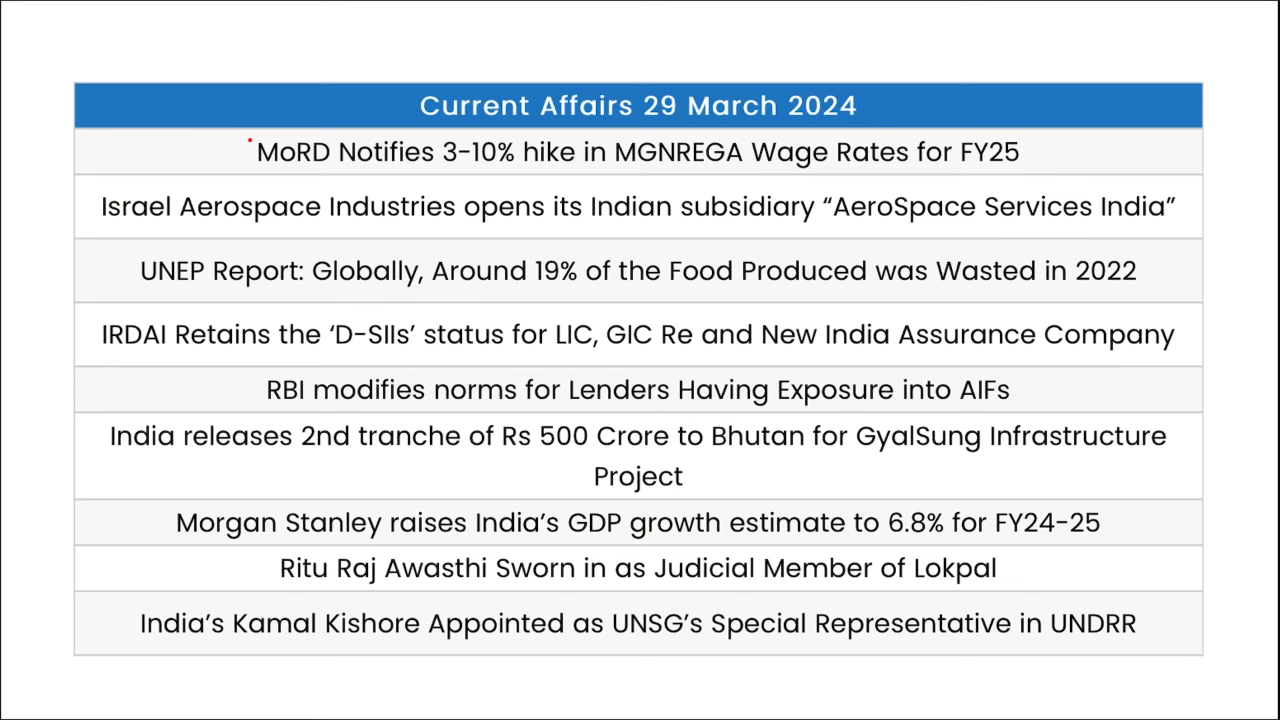 Current Affairs 29 March 2024
MoRD Notifies 3-10% hike in MGNREGA Wage Rates for FY25
Israel Aerospace Industries opens its Indian subsidiary “AeroSpace Services India”
UNEP Report: Globally, Around 19% of the Food Produced was Wasted in 2022
IRDAI Retains the ‘D-SIIs’ status for LIC, GIC Re and New India Assurance Company
RBI modifies norms for Lenders Having Exposure into AIFs
India releases 2nd tranche of Rs 500 Crore to Bhutan for GyalSung Infrastructure
Project
Morgan Stanley raises India’s GDP growth estimate to 6.8% for FY24-25
Ritu Raj Awasthi Sworn in as Judicial Member of Lokpal
India’s Kamal Kishore Appointed as UNSG’s Special Representative in UNDRR